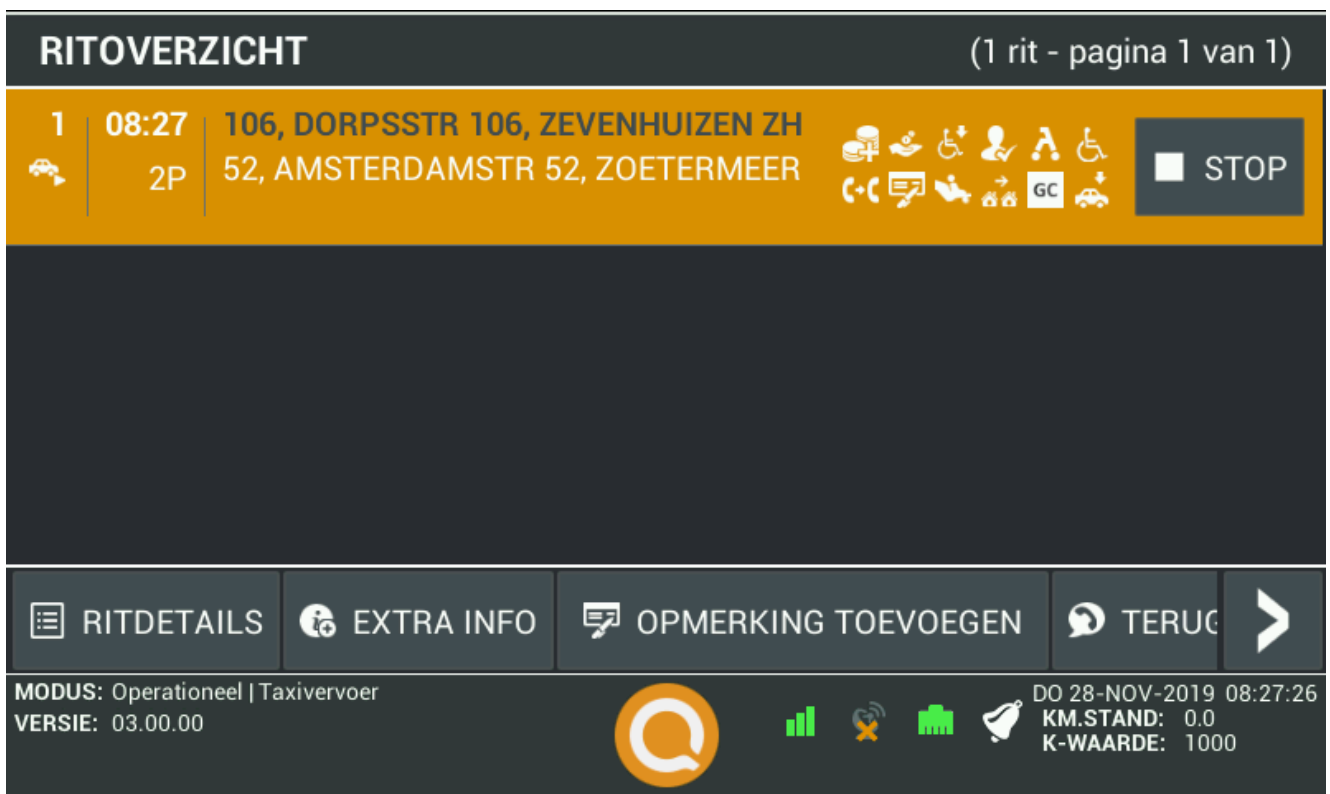 RITOVERZICHT (1 rit - pagina 1 van 1)
1 08:27 106, DORPSSTR 106, ZEVENHUIZEN ZH
2P 52, AMSTERDAMSTR 52, ZOETERMEER
GC
STOP
RITDETAILS EXTRA INFO OPMERKING TOEVOEGEN TERUG
MODUS: Operationeel | Taxivervoer
VERSIE: 03.00.00
DO 28-NOV-2019 08:27:26
KM.STAND: 0.0
K-WAARDE: 1000